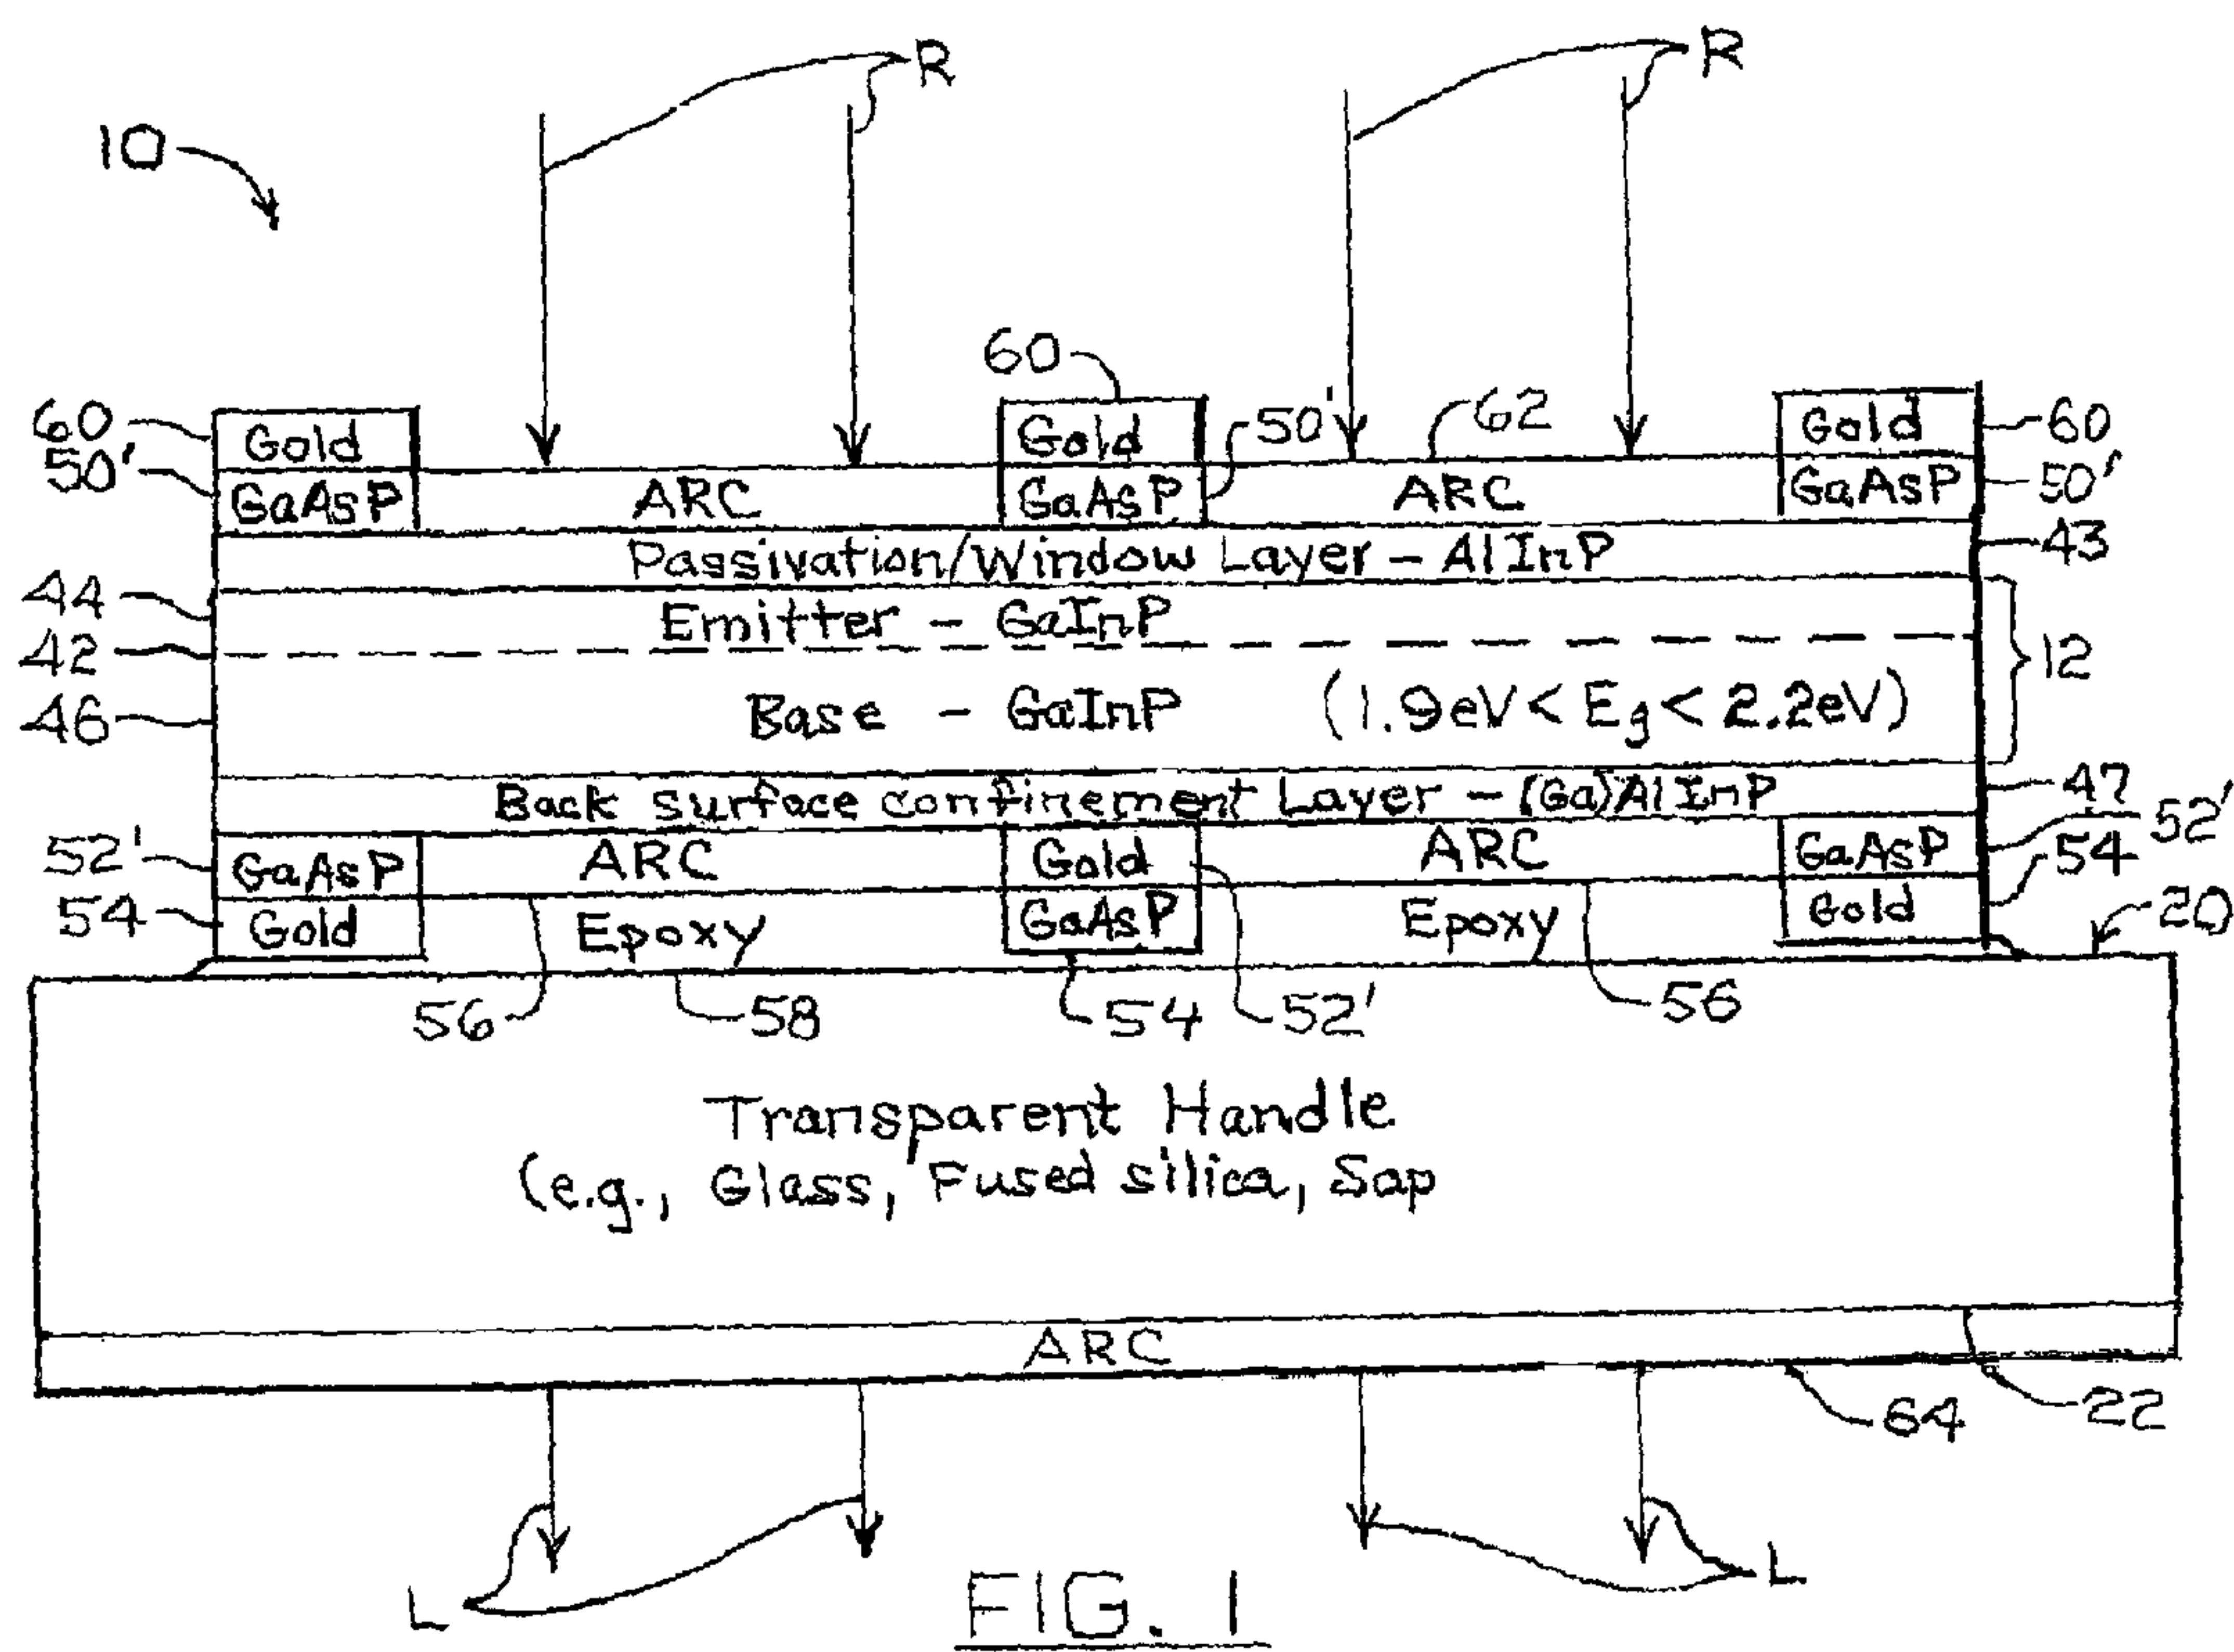 R
R
10
60
60
Gold
Gold
50'
62
Gold
60
50'
GaAsP
ARC
GaAsP
ARC
GaAsP
50'
Passivation/Window Layer - AlInP
43
44
Emitter - GaInP
42
12
46
Base - GaInP (1.9eV < Eg < 2.2eV)
Back surface confinement Layer - (Ga)AlInP
47
52'
GaAsP
ARC
Gold
ARC
GaAsP
52'
54
54
Gold
Epoxy
GaAsP
Epoxy
Gold
20
56
58
54
52'
56
Transparent Handle
(e.g., Glass, Fused silica, Sap
ARC
64
22
L
L
FIG. 1